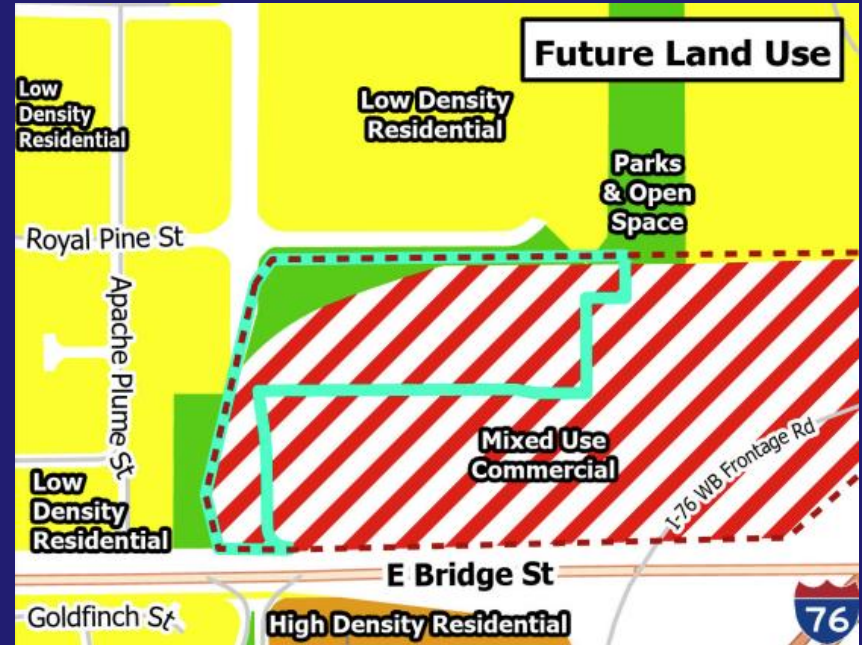 Future Land Use
Low
Density
Residential
Low Density
Residential
Parks
& Open
Space
Royal Pine St
Apache Plume St
Mixed Use
Commercial
I-76 WB Frontage Rd
Low
Density
Residential
E Bridge St
Goldfinch St
High Density Residential
76